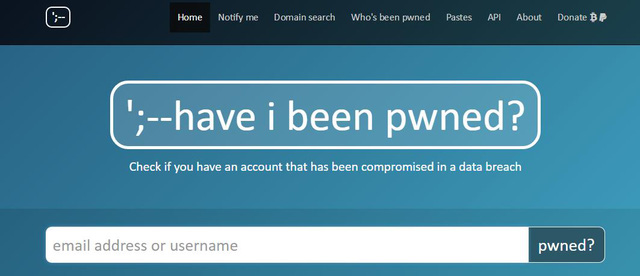 ';--
Home Notify me Domain search Who's been pwned Pastes API About Donate
';--have i been pwned?
Check if you have an account that has been compromised in a data breach
email address or username
pwned?